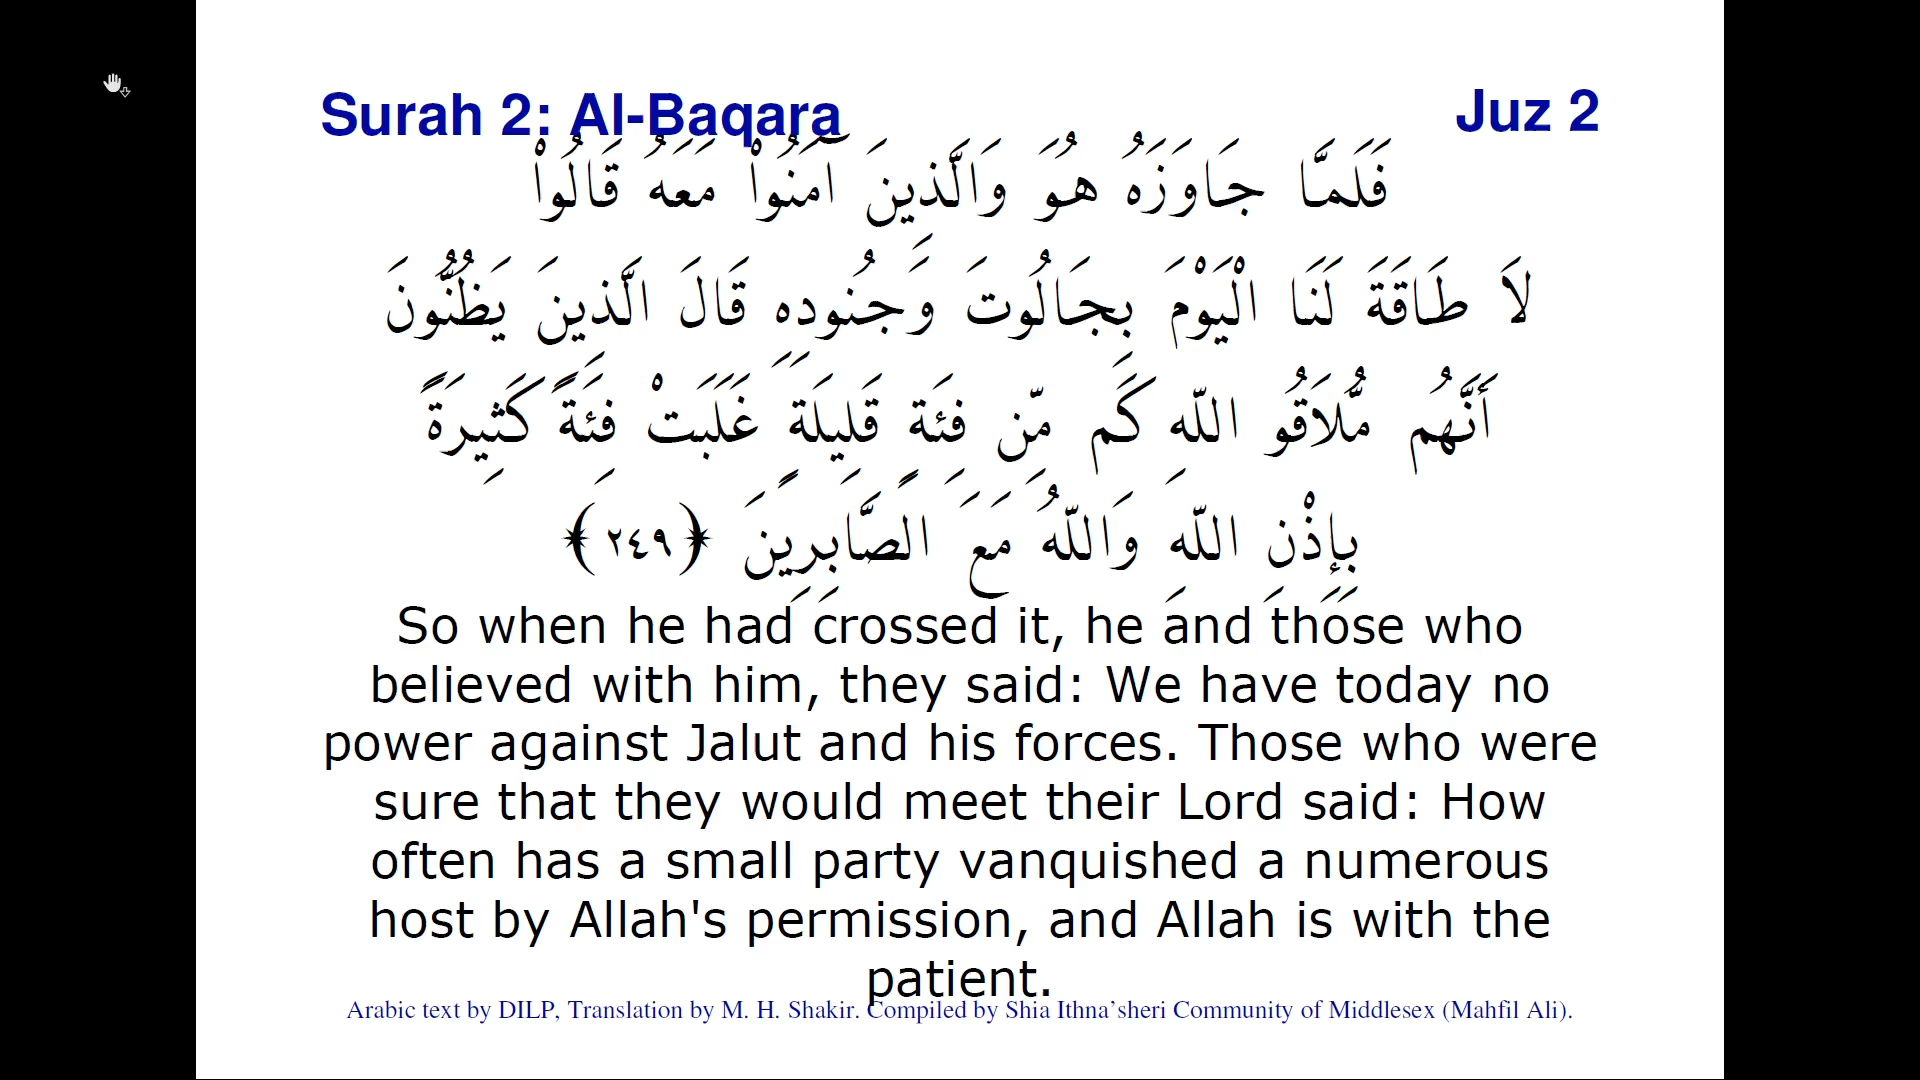 Surah 2: Al-Baqara
Juz 2
فَلَمَّا جَاوَزَهُ هُوَ وَالَّذِينَ آمَنُواْ مَعَهُ قَالُواْ
لاَ طَاقَةَ لَنَا الْيَوْمَ بِجَالُوتَ وَجُنُودِهِ قَالَ الَّذِينَ يَظُنُّونَ
أَنَّهُم مُّلاَقُو اللّهِ كَم مِّن فِئَةٍ قَلِيلَةٍ غَلَبَتْ فِئَةً كَثِيرَةً
بِإِذْنِ اللّهِ وَاللّهُ مَعَ الصَّابِرِينَ ﴿٢٤٩﴾
So when he had crossed it, he and those who
believed with him, they said: We have today no
power against Jalut and his forces. Those who were
sure that they would meet their Lord said: How
often has a small party vanquished a numerous
host by Allah's permission, and Allah is with the
patient.
Arabic text by DILP, Translation by M. H. Shakir. Compiled by Shia Ithna’sheri Community of Middlesex (Mahfil Ali).